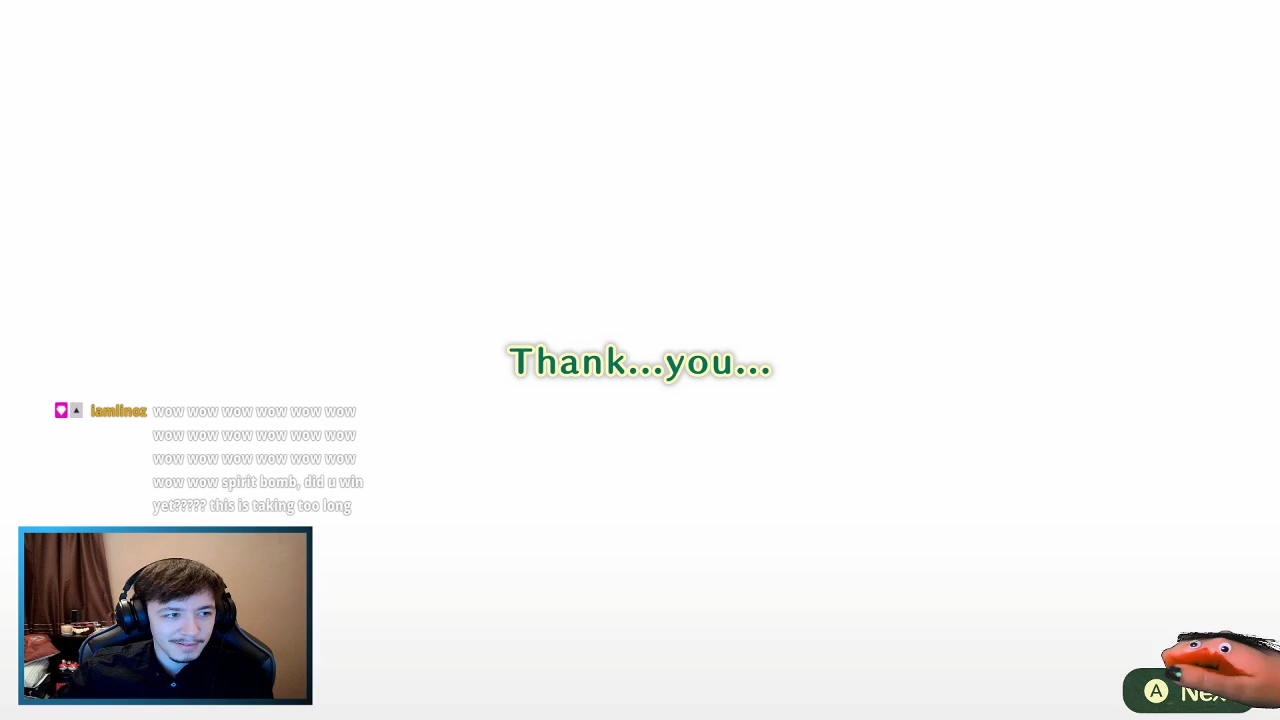 Thank...you...
iamlinez wow wow wow wow wow wow
wow wow wow wow wow wow
wow wow wow wow wow wow
wow wow spirit bomb, did u win
yet????? this is taking too long
A